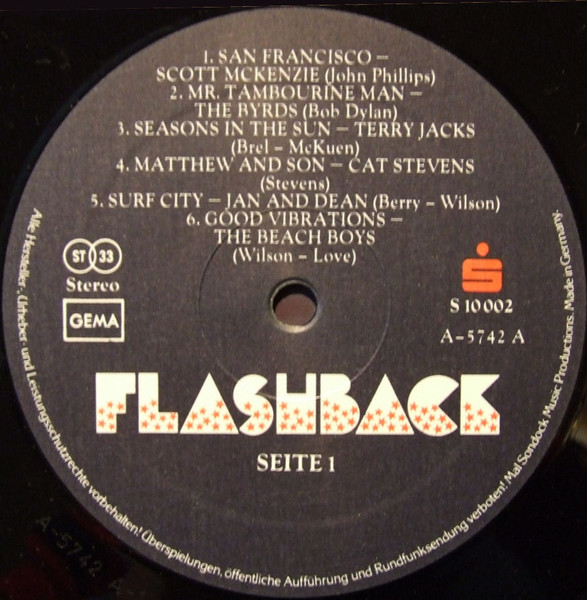 1. SAN FRANCISCO –
SCOTT MCKENZIE (John Phillips)
2. MR. TAMBOURINE MAN –
THE BYRDS (Bob Dylan)
3. SEASONS IN THE SUN – TERRY JACKS
(Brel – McKuen)
4. MATTHEW AND SON – CAT STEVENS
(Stevens)
5. SURF CITY – JAN AND DEAN (Berry – Wilson)
6. GOOD VIBRATIONS –
THE BEACH BOYS
(Wilson – Love)
ST 33
Stereo
GEMA
S 10 002
A-5742 A
FLASHBACK
SEITE 1
Alle Hersteller-, Urheber- und Leistungsschutzrechte vorbehalten! Überspielungen, öffentliche Aufführung und Rundfunksendung verboten! Mal Sondock Music Productions. Made in Germany.
A-5742 A